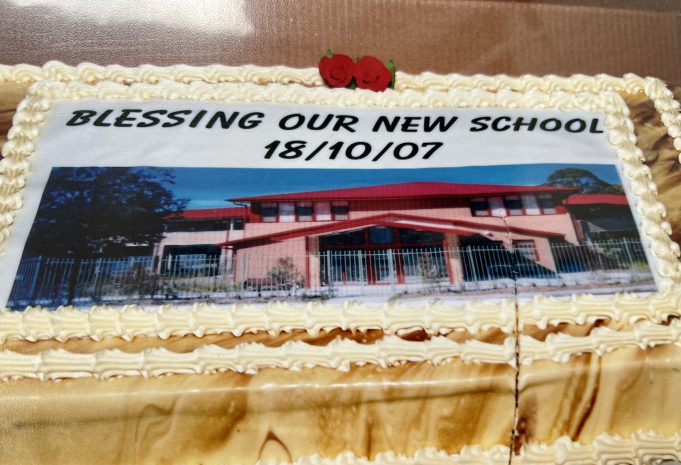 BLESSING OUR NEW SCHOOL
18/10/07